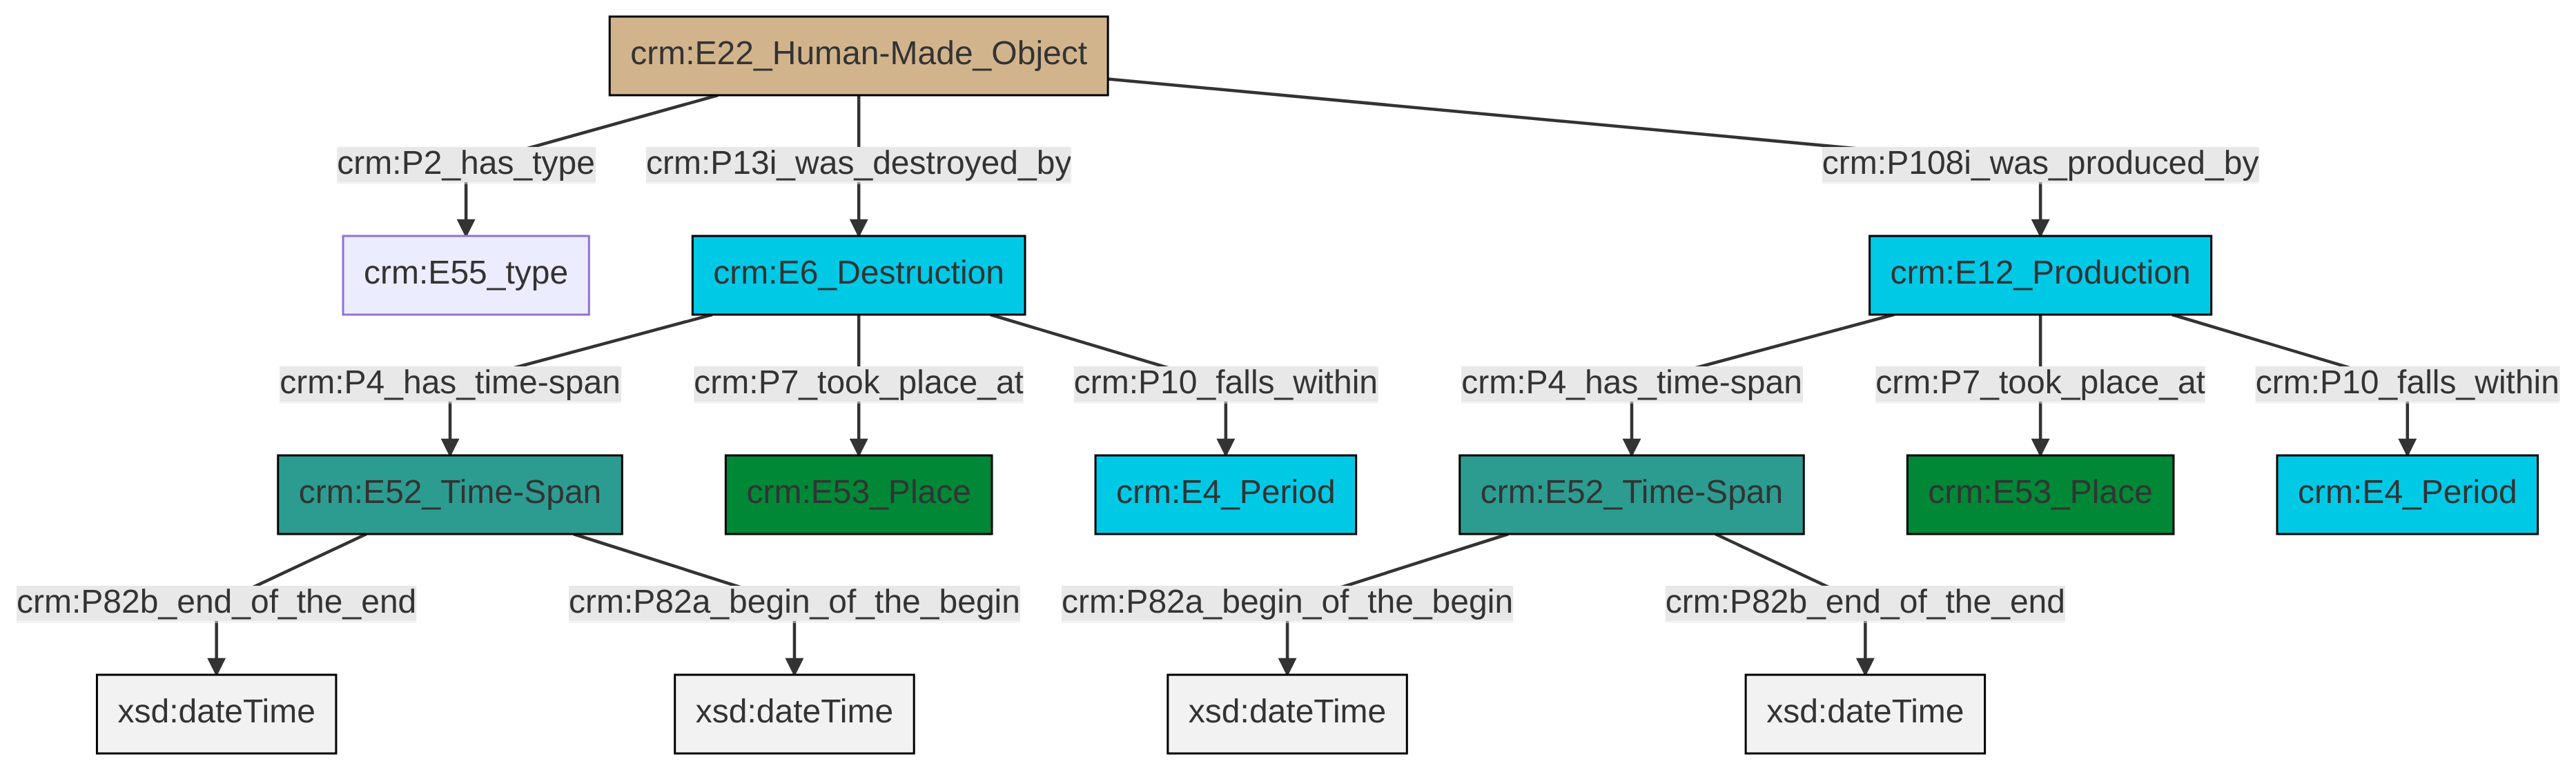 crm:E22_Human-Made_Object
crm:P2_has_type
crm:P13i_was_destroyed_by
crm:P108i_was_produced_by
crm:E55_type
crm:E6_Destruction
crm:E12_Production
crm:P4_has_time-span
crm:P7_took_place_at
crm:P10_falls_within
crm:P4_has_time-span
crm:P7_took_place_at
crm:P10_falls_within
crm:E52_Time-Span
crm:E53_Place
crm:E4_Period
crm:E52_Time-Span
crm:E53_Place
crm:E4_Period
crm:P82b_end_of_the_end
crm:P82a_begin_of_the_begin
crm:P82a_begin_of_the_begin
crm:P82b_end_of_the_end
xsd:dateTime
xsd:dateTime
xsd:dateTime
xsd:dateTime